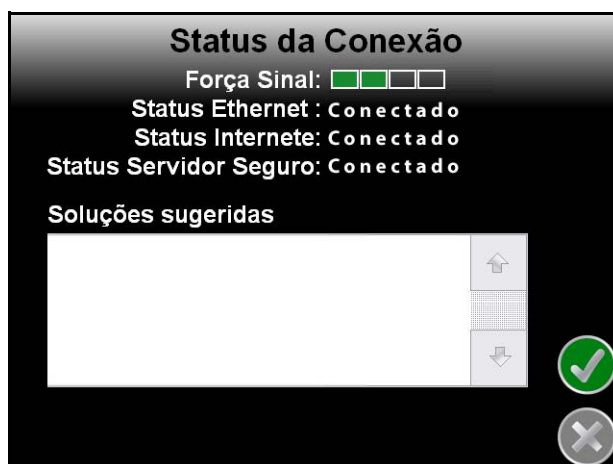 Status da Conexão
Força Sinal:
Status Ethernet : Conectado
Status Internete: Conectado
Status Servidor Seguro: Conectado
Soluções sugeridas